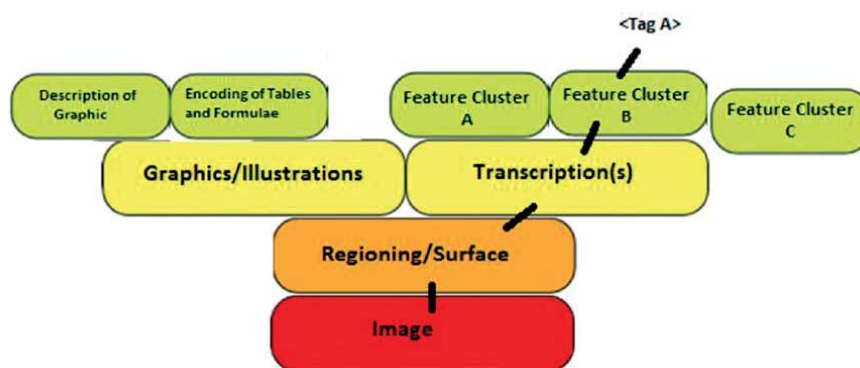 <Tag A>
Description of
Graphic
Encoding of Tables
and Formulae
Feature Cluster
A
Feature Cluster
B
Feature Cluster
C
Graphics/Illustrations
Transcription(s)
Regioning/Surface
Image